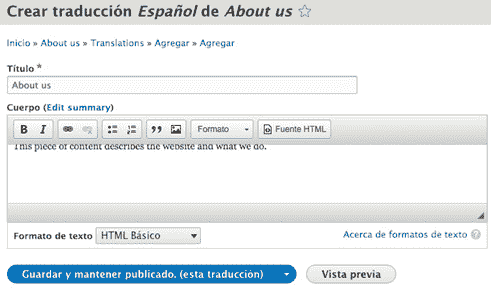 Crear traducción Español de About us
Inicio » About us » Translations » Agregar » Agregar
Título *
About us
Cuerpo (Edit summary)
B I Formato Fuente HTML
This piece of content describes the website and what we do.
Formato de texto HTML Básico Acerca de formatos de texto ?
Guardar y mantener publicado. (esta traducción) Vista previa